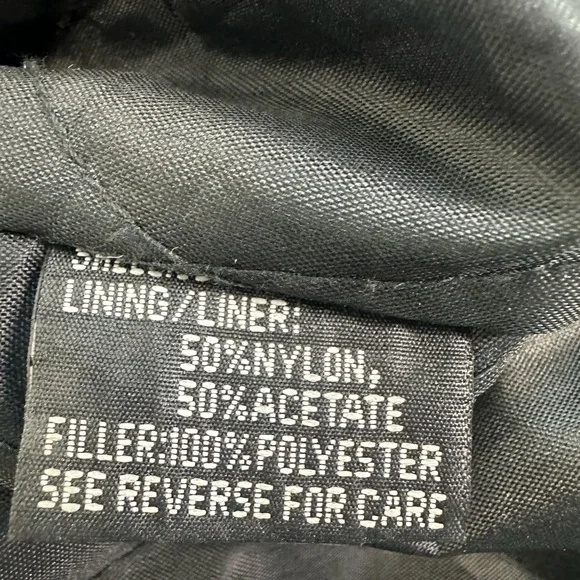 LINING/LINER:
50%NYLON,
50%ACETATE
FILLER:100%POLYESTER
SEE REVERSE FOR CARE